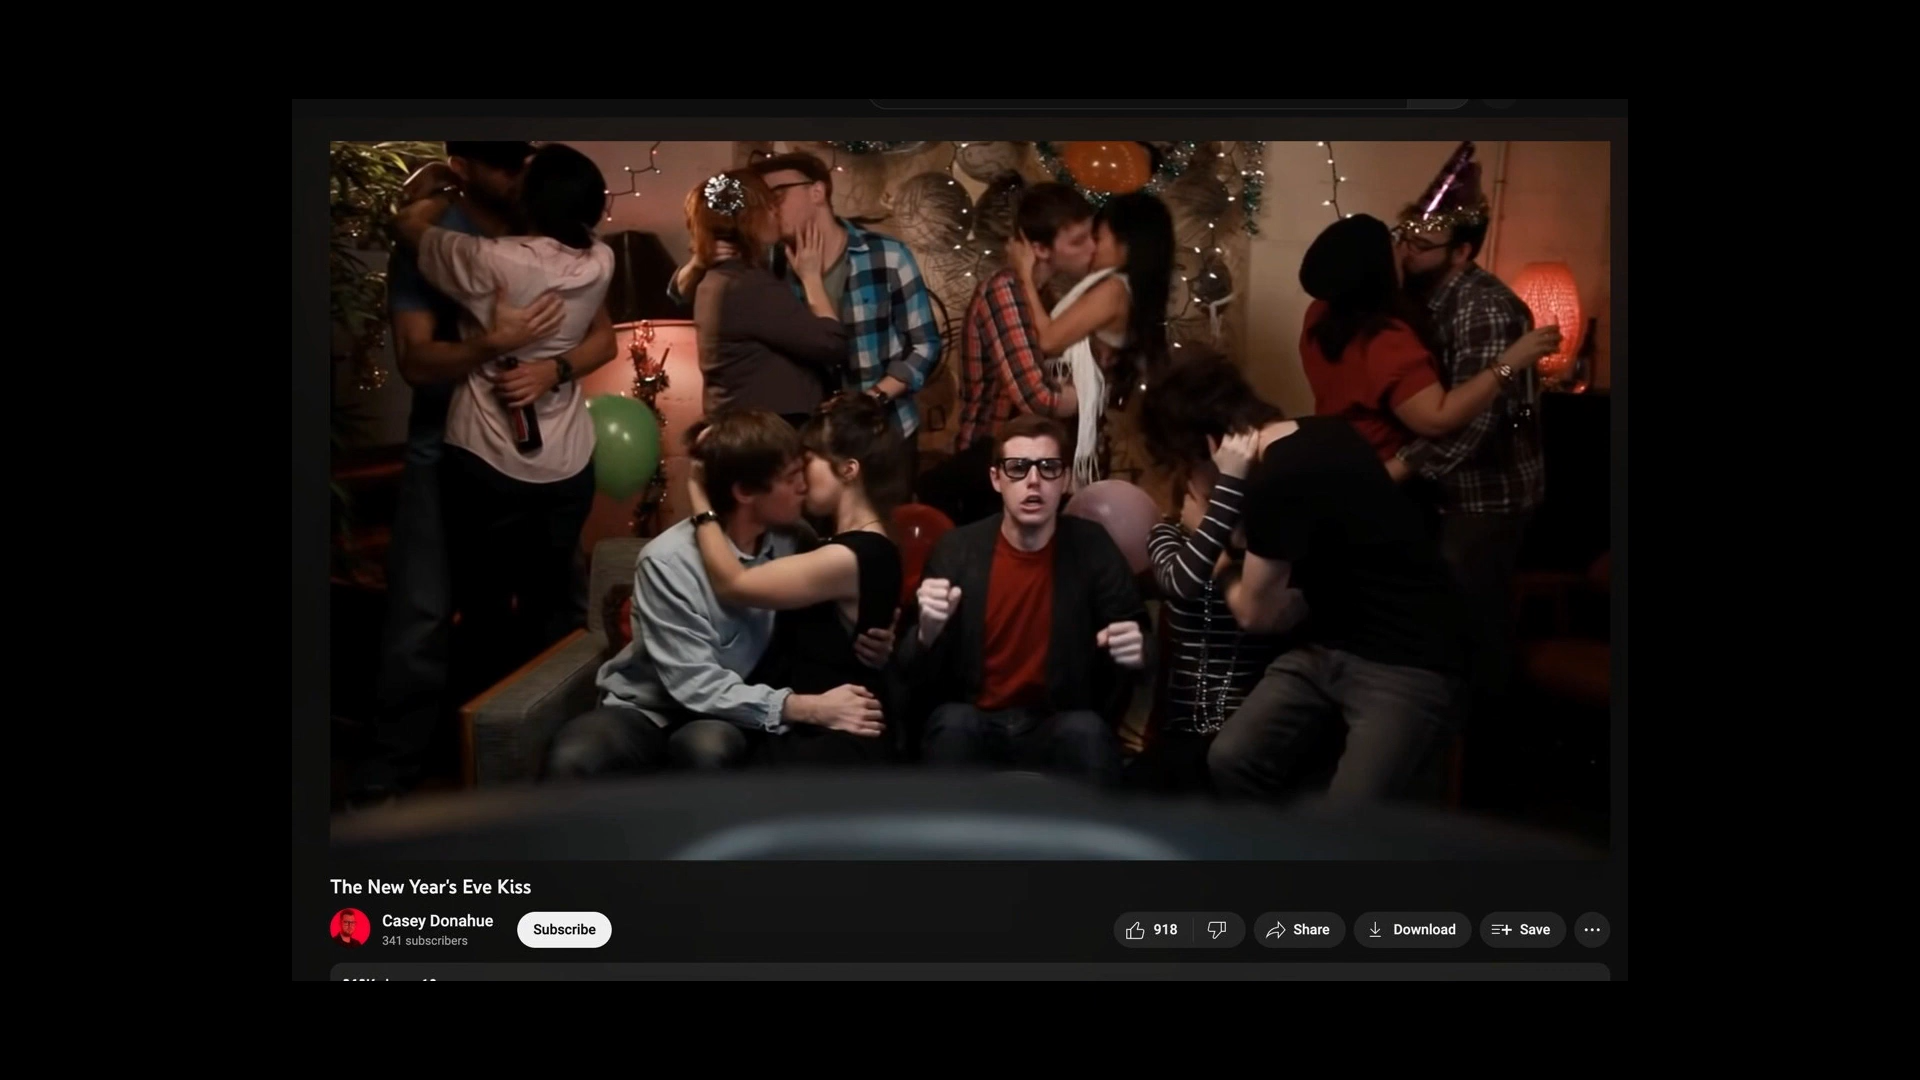 The New Year's Eve Kiss
Casey Donahue
341 subscribers
Subscribe
918
Share
Download
Save